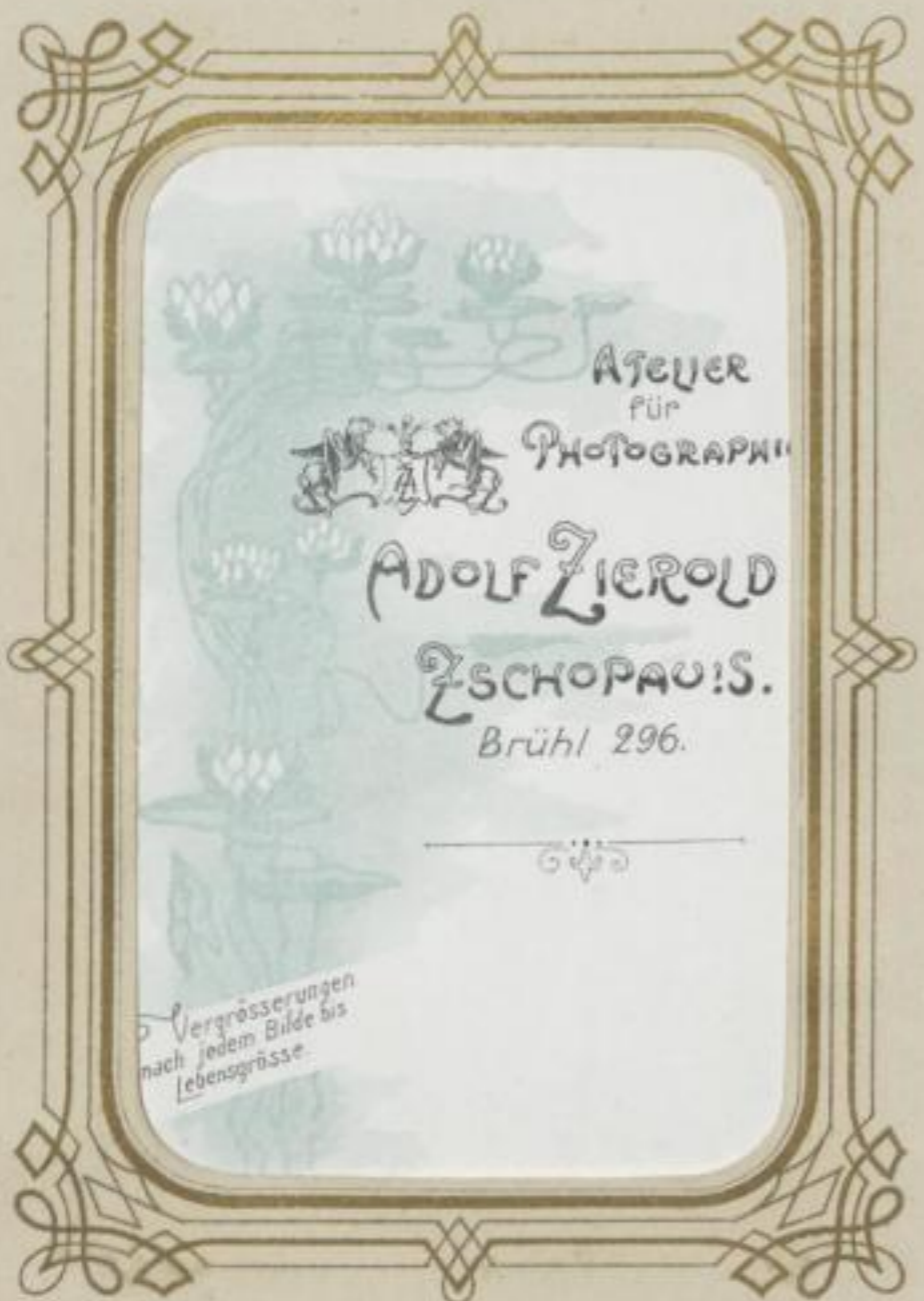 ATELIER
für
PHOTOGRAPHI
ADOLF ZIEROLD
ZSCHOPAU i S.
Brühl 296.
Vergrösserungen
nach jedem Bilde bis
Lebensgrösse.